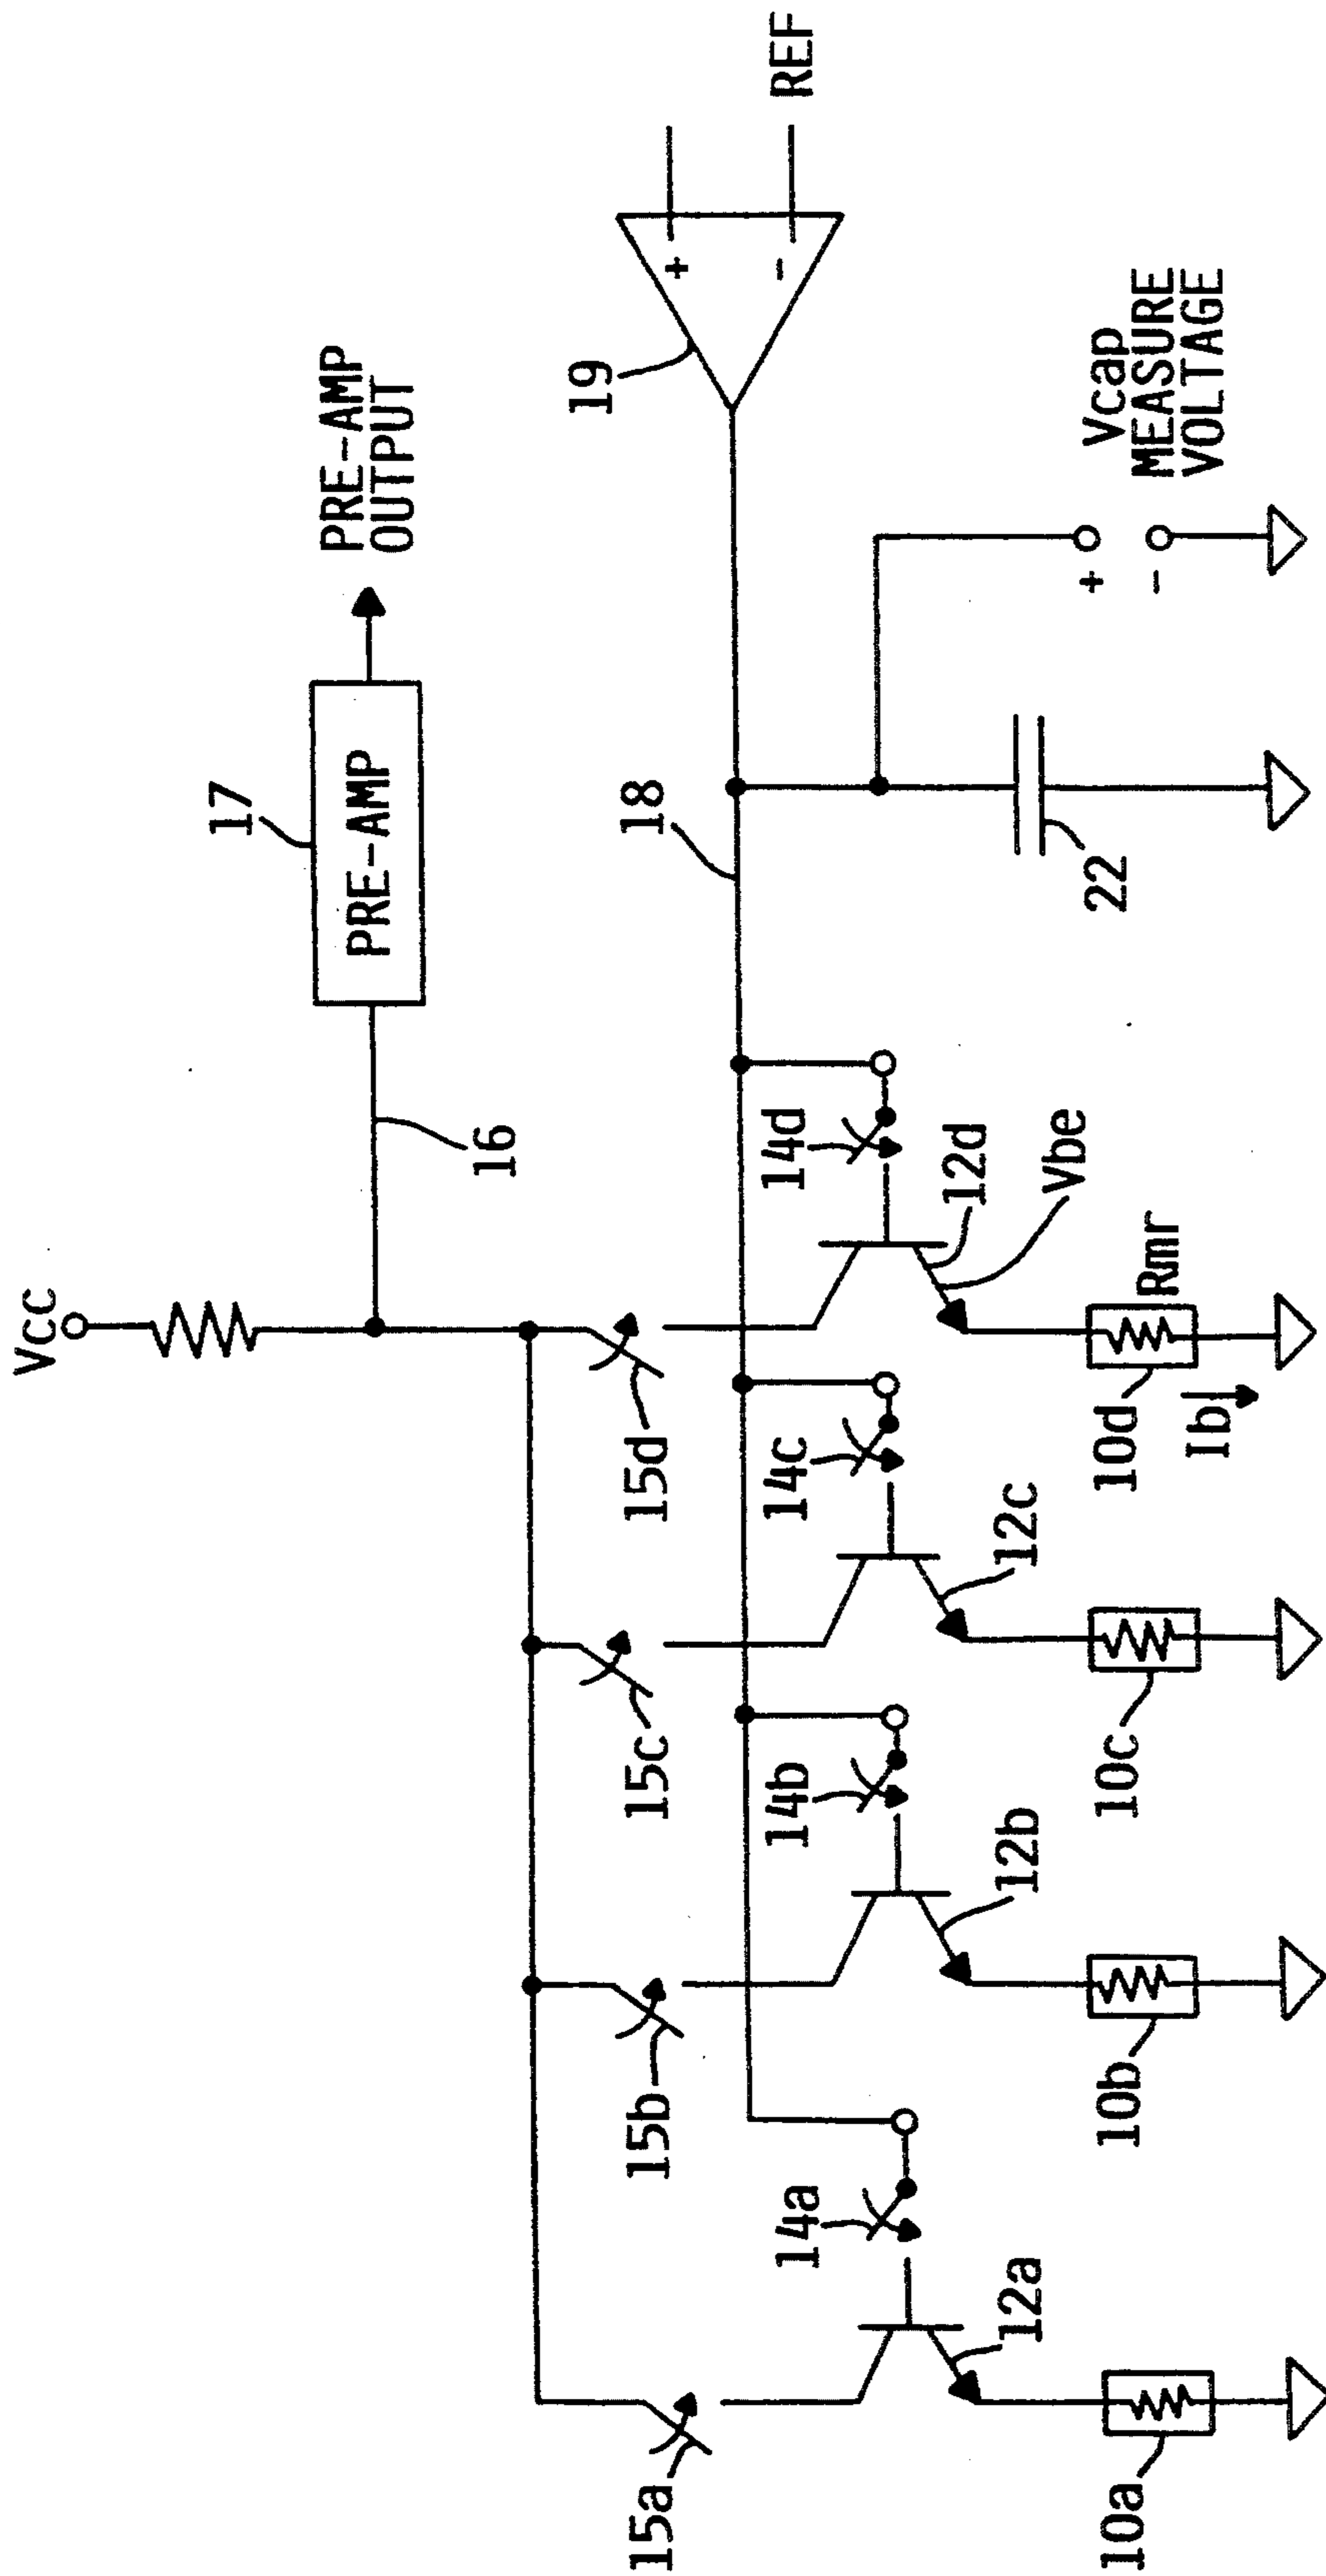 VCC
17
PRE-AMP
PRE-AMP
OUTPUT
16
15a
15b
15c
15d
18
19
+
-
REF
14a
14b
14c
14d
12a
12b
12c
12d
Vbe
22
+
-
Vcap
MEASURE
VOLTAGE
10a
10b
10c
10d
Rmr
Ib